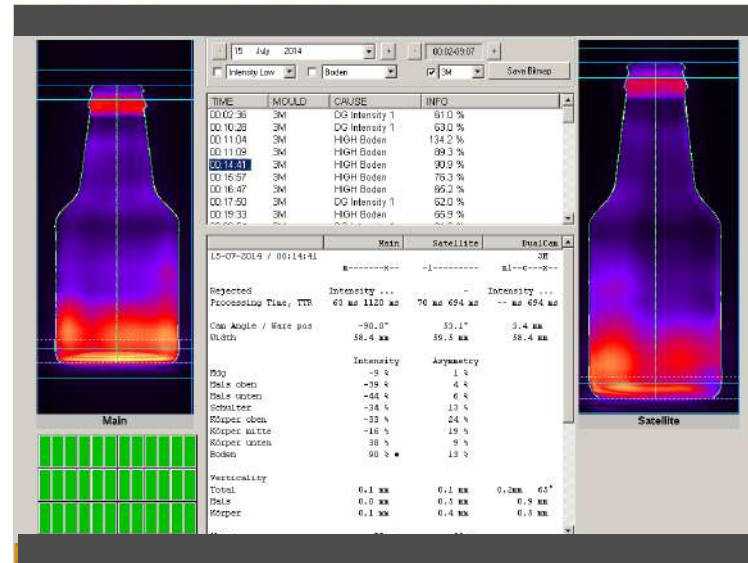 15 July 2014
00:02-09:07
Intensity Low Boden 3M Save Bitmap
TIME MOULD CAUSE INFO
00:02:36 3M DG Intensity 1 61.0 %
00:10:28 3M DG Intensity 1 63.0 %
00:11:04 3M HIGH Boden 134.2 %
00:11:09 3M HIGH Boden 89.3 %
00:14:41 3M HIGH Boden 90.9 %
00:15:57 3M HIGH Boden 76.3 %
00:16:47 3M HIGH Boden 65.2 %
00:17:50 3M DG Intensity 1 62.0 %
00:19:33 3M HIGH Boden 65.9 %
Main Satellite DualCam
15-07-2014 / 00:14:41 3M
m-------x-- -l--------- ml--c---x--
Rejected Intensity ... - Intensity ...
Processing Time, TTR 60 ms 1120 ms 70 ms 694 ms -- ms 694 ms
Cam Angle / Ware pos -90.0° 53.1° 3.4 mm
Width 58.4 mm 59.5 mm 58.4 mm
Intensity Asymmetry
Mdg -9 % 1 %
Hals oben -39 % 4 %
Hals unten -44 % 6 %
Schulter -34 % 13 %
Körper oben -33 % 24 %
Körper mitte -16 % 19 %
Körper unten 38 % 9 %
Boden 90 % ● 13 %
Verticality
Total 0.1 mm 0.1 mm 0.2mm 65°
Hals 0.8 mm 0.5 mm 0.9 mm
Körper 0.1 mm 0.4 mm 0.5 mm
Main
Satellite